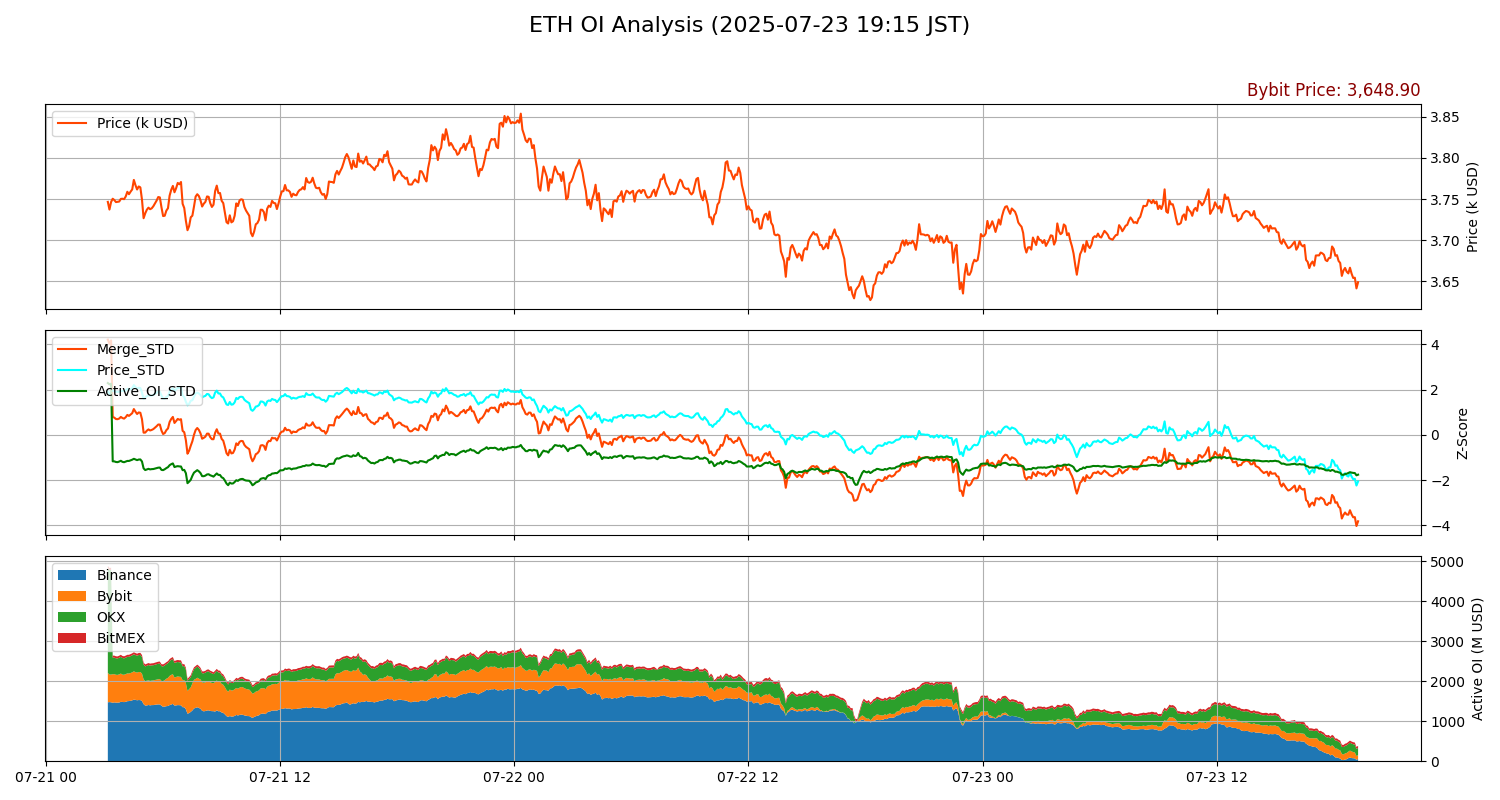 ETH OI Analysis (2025-07-23 19:15 JST)
Bybit Price: 3,648.90
Price (k USD)
3.85
3.80
3.75
3.70
3.65
Price (k USD)
Merge_STD
Price_STD
Active_OI_STD
4
2
0
−2
−4
Z-Score
Binance
Bybit
OKX
BitMEX
5000
4000
3000
2000
1000
0
Active OI (M USD)
07-21 00
07-21 12
07-22 00
07-22 12
07-23 00
07-23 12